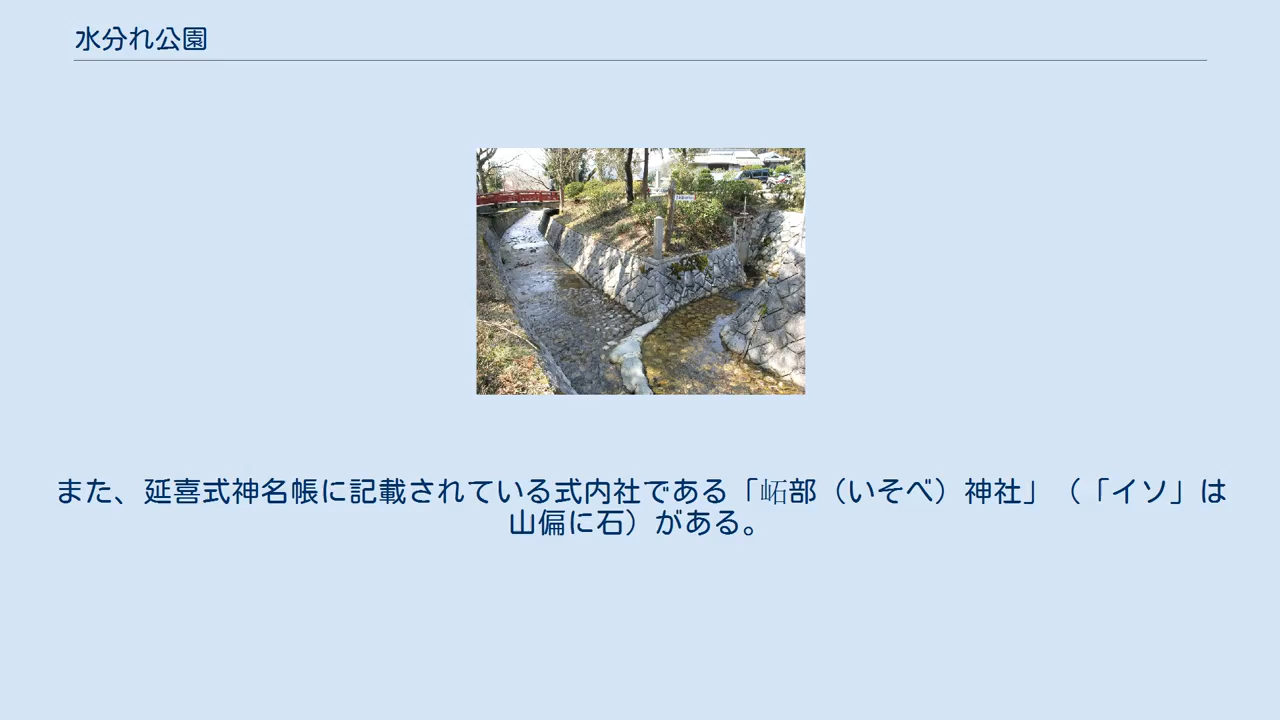 水分れ公園
また、延喜式神名帳に記載されている式内社である「㟴部（いそべ）神社」（「イソ」は
山偏に石）がある。